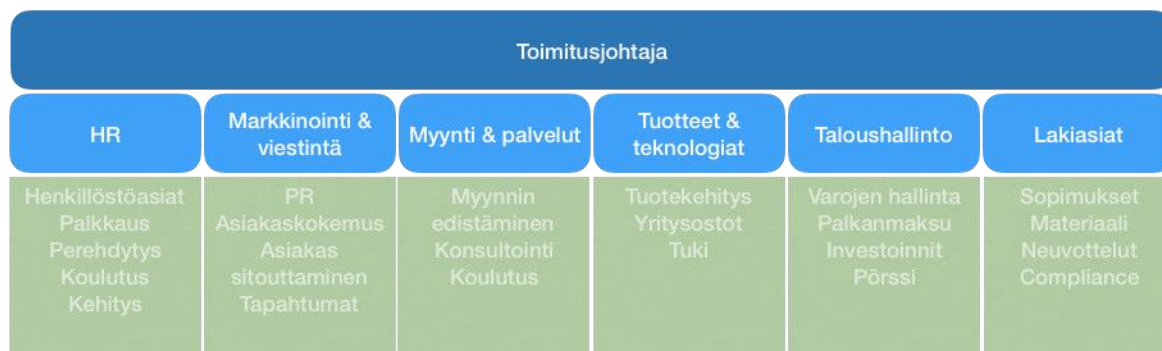 Toimitusjohtaja
HR
Markkinointi &
viestintä
Myynti & palvelut
Tuotteet &
teknologiat
Taloushallinto
Lakiasiat
Henkillöstöasiat
Palkkaus
Perehdytys
Koulutus
Kehitys
PR
Asiakaskokemus
Asiakas
sitouttaminen
Tapahtumat
Myynnin
edistäminen
Konsultointi
Koulutus
Tuotekehitys
Yritysostot
Tuki
Varojen hallinta
Palkanmaksu
Investoinnit
Pörssi
Sopimukset
Materiaali
Neuvottelut
Compliance